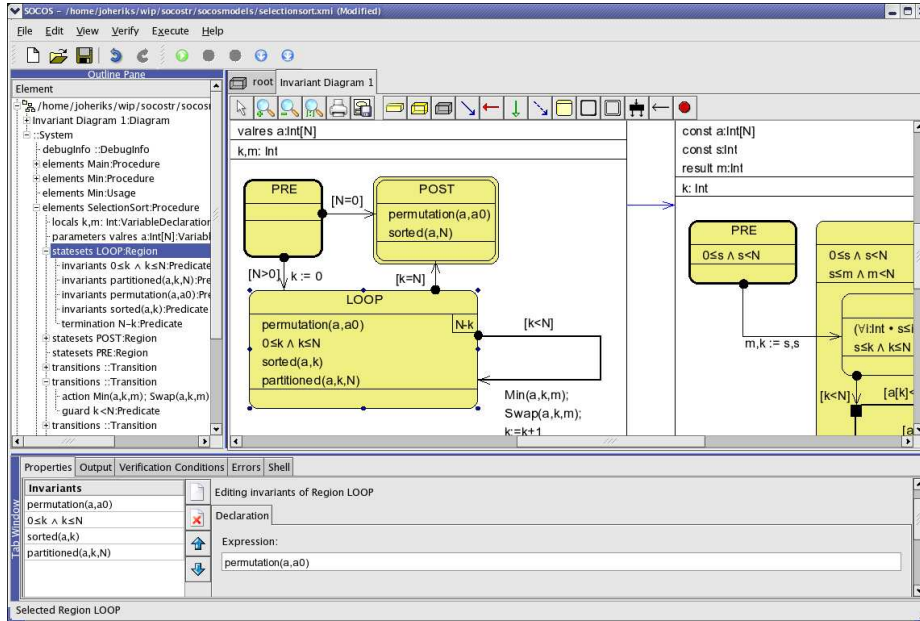 SOCOS - /home/joheriks/wip/socostr/socosmodels/selectionsort.xmi (Modified)
File Edit View Verify Execute Help
Outline Pane
Element
/home/joheriks/wip/socostr/socosr
Invariant Diagram 1:Diagram
::System
debugInfo ::DebugInfo
elements Main:Procedure
elements Min:Procedure
elements Min:Usage
elements SelectionSort:Procedure
locals k,m: Int:VariableDeclaration
parameters valres a:Int[N]:Variabl
statesets LOOP:Region
invariants 0≤k ∧ k≤N:Predicate
invariants partitioned(a,k,N):Pre
invariants permutation(a,a0):Pre
invariants sorted(a,k):Predicate
termination N-k:Predicate
statesets POST:Region
statesets PRE:Region
transitions ::Transition
transitions ::Transition
action Min(a,k,m); Swap(a,k,m)
guard k<N:Predicate
transitions ::Transition
root
Invariant Diagram 1
valres a:Int[N]
k,m: Int
PRE
[N=0]
POST
permutation(a,a0)
sorted(a,N)
[N>0]
k := 0
[k=N]
LOOP
permutation(a,a0)
0≤k ∧ k≤N
sorted(a,k)
partitioned(a,k,N)
N-k
[k<N]
Min(a,k,m);
Swap(a,k,m);
k:=k+1
const a:Int[N]
const s:Int
result m:Int
k: Int
PRE
0≤s ∧ s<N
m,k := s,s
0≤s ∧ s<N
s≤m ∧ m<N
(∀i:Int • s≤i
s≤k ∧ k≤N
[k<N]
[a[k]<
[a
Tab Window
Properties Output Verification Conditions Errors Shell
Invariants
permutation(a,a0)
0≤k ∧ k≤N
sorted(a,k)
partitioned(a,k,N)
Editing invariants of Region LOOP
Declaration
Expression:
permutation(a,a0)
Selected Region LOOP